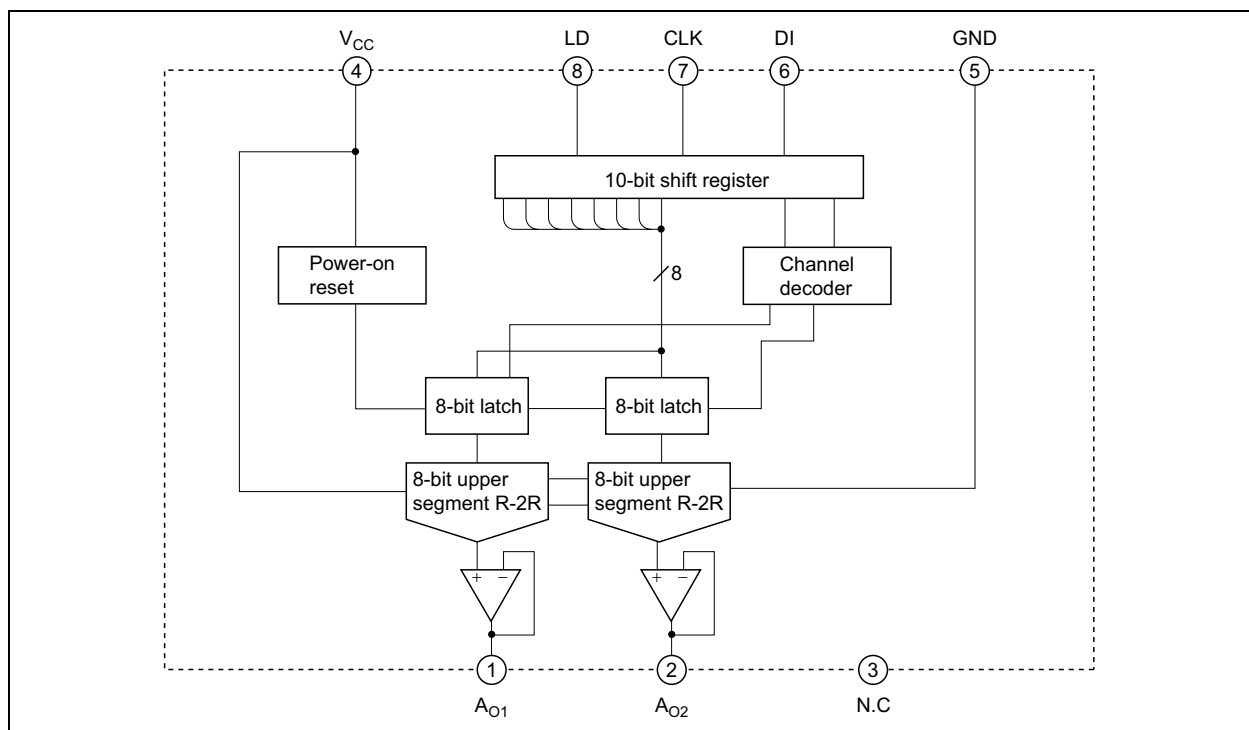 V_CC LD CLK DI GND
4 8 7 6 5
10-bit shift register
Power-on
reset
8
Channel
decoder
8-bit latch
8-bit latch
8-bit upper
segment R-2R
8-bit upper
segment R-2R
+ −
+ −
1 2 3
A_O1 A_O2 N.C